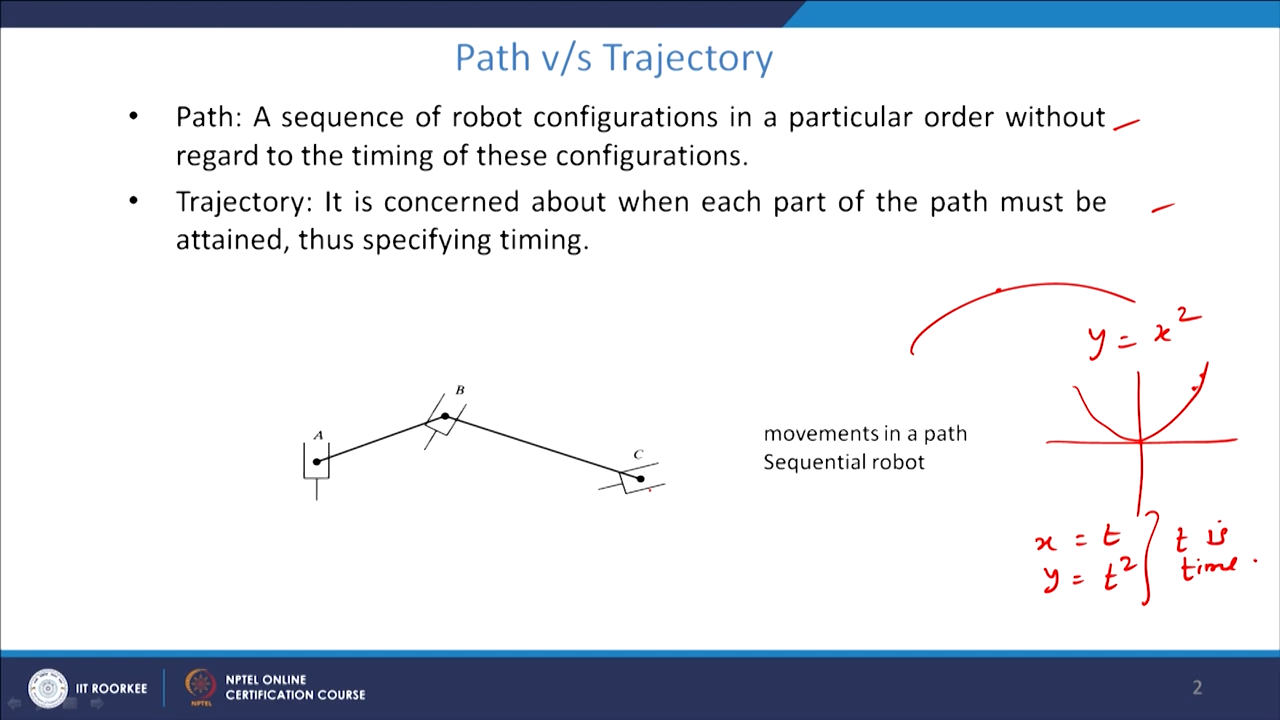 Path v/s Trajectory
• Path: A sequence of robot configurations in a particular order without
regard to the timing of these configurations.
• Trajectory: It is concerned about when each part of the path must be
attained, thus specifying timing.
y = x²
B
A
C
movements in a path
Sequential robot
x = t
y = t²
t is
time.
IIT ROORKEE
NPTEL
NPTEL ONLINE
CERTIFICATION COURSE
2